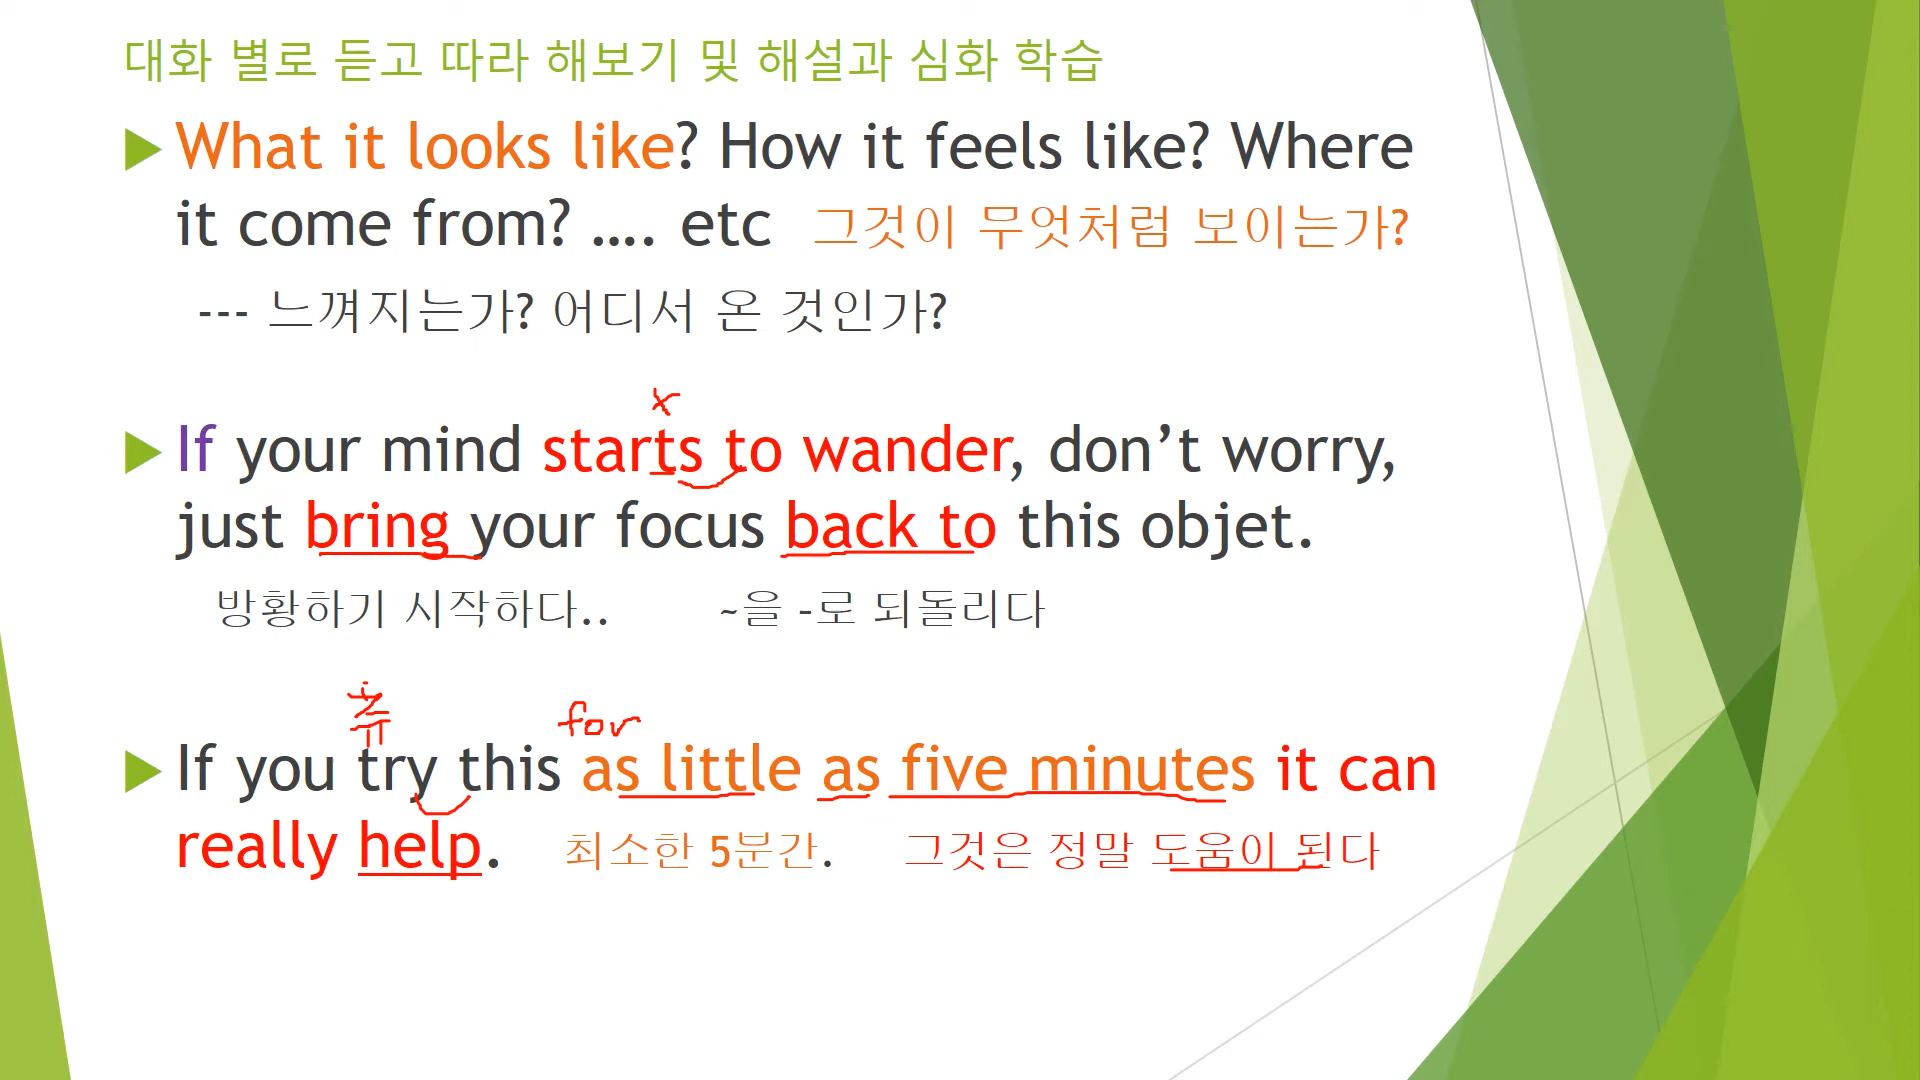 대화 별로 듣고 따라 해보기 및 해설과 심화 학습
What it looks like? How it feels like? Where
it come from? .... etc 그것이 무엇처럼 보이는가?
--- 느껴지는가? 어디서 온 것인가?
x
If your mind starts to wander, don’t worry,
just bring your focus back to this objet.
방황하기 시작하다.. ~을 -로 되돌리다
츄 for
If you try this as little as five minutes it can
really help. 최소한 5분간. 그것은 정말 도움이 된다